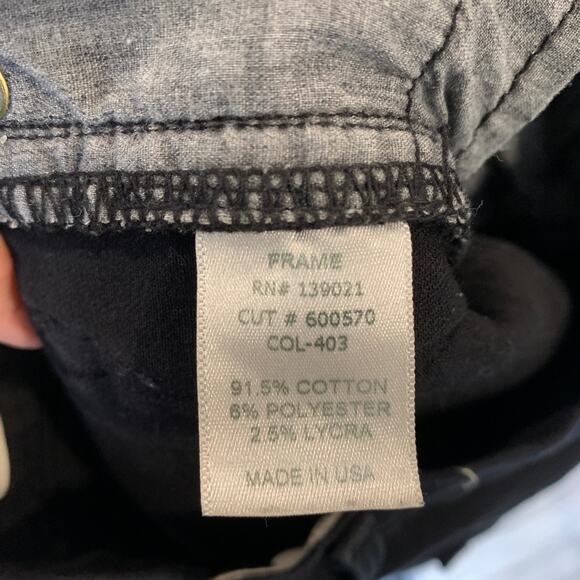 FRAME
RN# 139021
CUT # 600570
COL-403
91.5% COTTON
6% POLYESTER
2.5% LYCRA
MADE IN USA